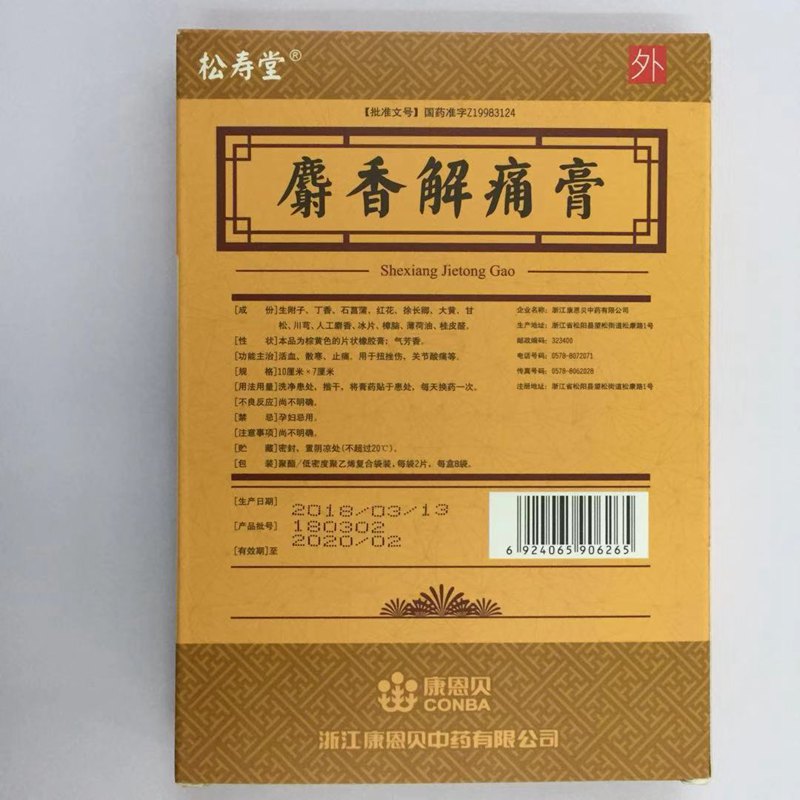 松寿堂®
外
【批准文号】国药准字Z19983124
麝香解痛膏
Shexiang Jietong Gao
[成 份]生附子、丁香、石菖蒲、红花、徐长卿、大黄、甘
松、川芎、人工麝香、冰片、樟脑、薄荷油、桂皮醛。
[性 状]本品为棕黄色的片状橡胶膏；气芳香。
[功能主治]活血，散寒，止痛。用于扭挫伤、关节酸痛等。
[规 格]10厘米×7厘米
[用法用量]洗净患处，揩干，将膏药贴于患处，每天换药一次。
[不良反应]尚不明确。
[禁 忌]孕妇忌用。
[注意事项]尚不明确。
[贮 藏]密封，置阴凉处(不超过20℃)。
[包 装]聚酯/低密度聚乙烯复合袋装，每袋2片，每盒8袋。
企业名称：浙江康恩贝中药有限公司
生产地址：浙江省松阳县望松街道松康路1号
邮政编码：323400
电话号码：0578-8072071
传真号码：0578-8062028
注册地址：浙江省松阳县望松街道松康路1号
[生产日期]
2018/03/13
[产品批号]
180302
[有效期]至
2020/02
6 924065 906265
康恩贝
CONBA
浙江康恩贝中药有限公司